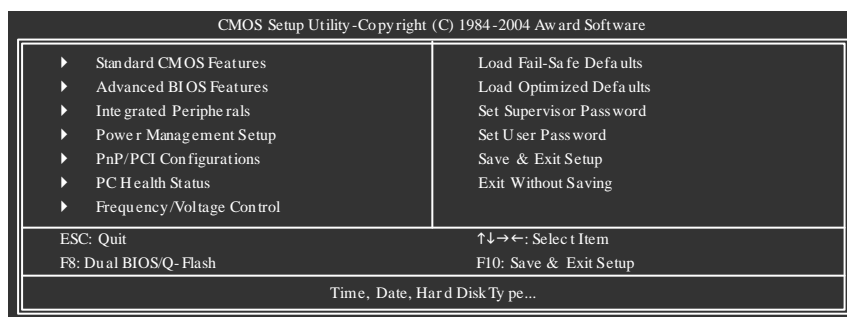 CMOS Setup Utility-Copyright (C) 1984-2004 Award Software
Standard CMOS Features
Advanced BIOS Features
Integrated Peripherals
Power Management Setup
PnP/PCI Configurations
PC Health Status
Frequency/Voltage Control
Load Fail-Safe Defaults
Load Optimized Defaults
Set Supervisor Password
Set User Password
Save & Exit Setup
Exit Without Saving
ESC: Quit
↑↓→←: Select Item
F8: Dual BIOS/Q-Flash
F10: Save & Exit Setup
Time, Date, Hard Disk Type...